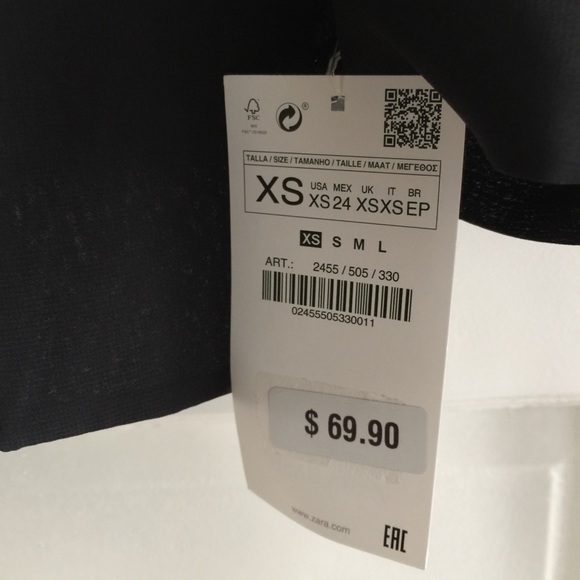 FSC
®
TALLA / SIZE / TAMANHO / TAILLE / MAAT / ΜΕΓΕΘΟΣ
XS
USA MEX UK IT BR
XS 24 XS XS EP
XS S M L
ART.: 2455 / 505 / 330
02455505330011
$ 69.90
www.zara.com
EAC